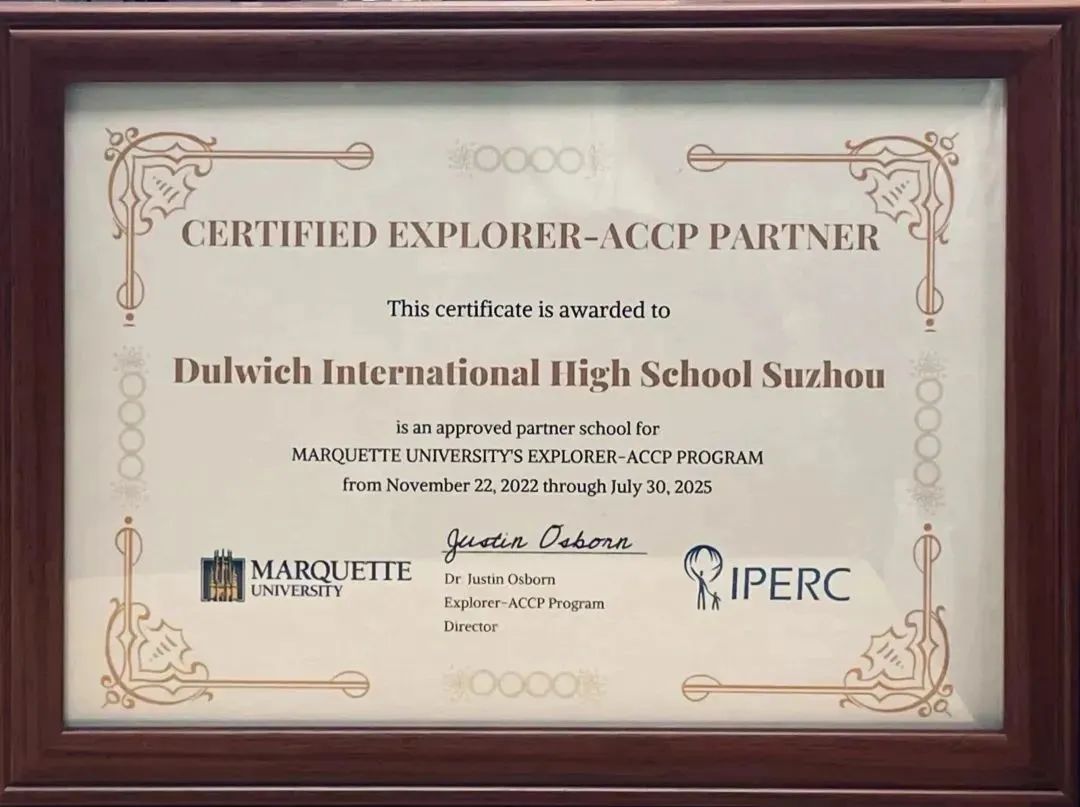 CERTIFIED EXPLORER-ACCP PARTNER
This certificate is awarded to
Dulwich International High School Suzhou
is an approved partner school for
MARQUETTE UNIVERSITY'S EXPLORER-ACCP PROGRAM
from November 22, 2022 through July 30, 2025
Justin Osborn
MARQUETTE
UNIVERSITY
Dr. Justin Osborn
Explorer-ACCP Program
Director
IPERC